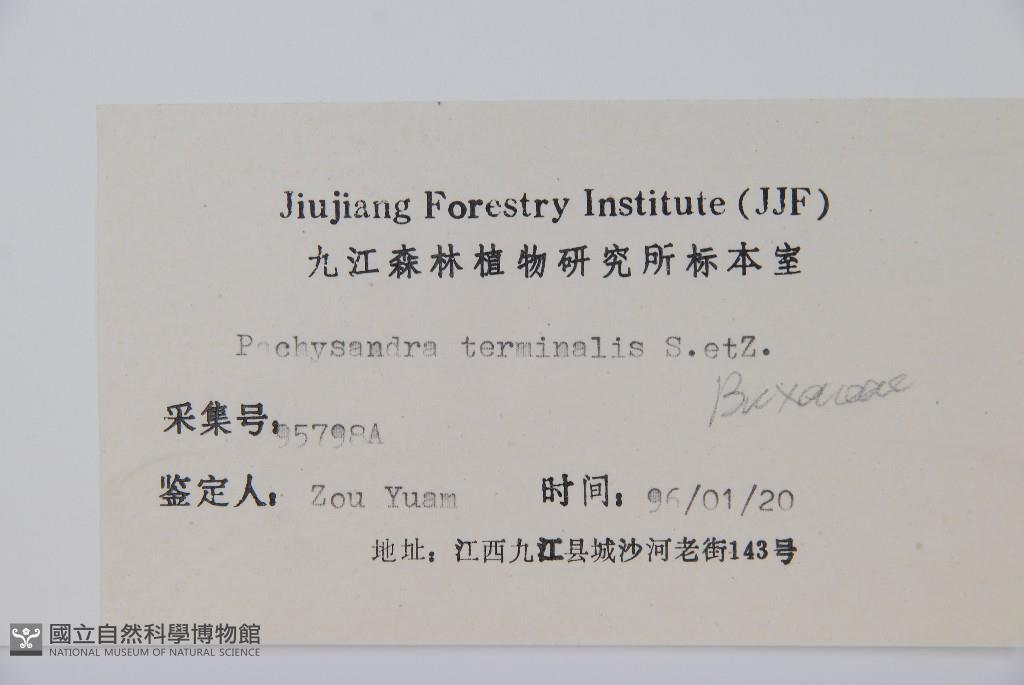 Jiujiang Forestry Institute (JJF)
九江森林植物研究所标本室
Pachysandra terminalis S.etZ.
Buxaceae
采集号：95798A
鉴定人：Zou Yuam 时间：96/01/20
地址：江西九江县城沙河老街143号
國立自然科學博物館
NATIONAL MUSEUM OF NATURAL SCIENCE